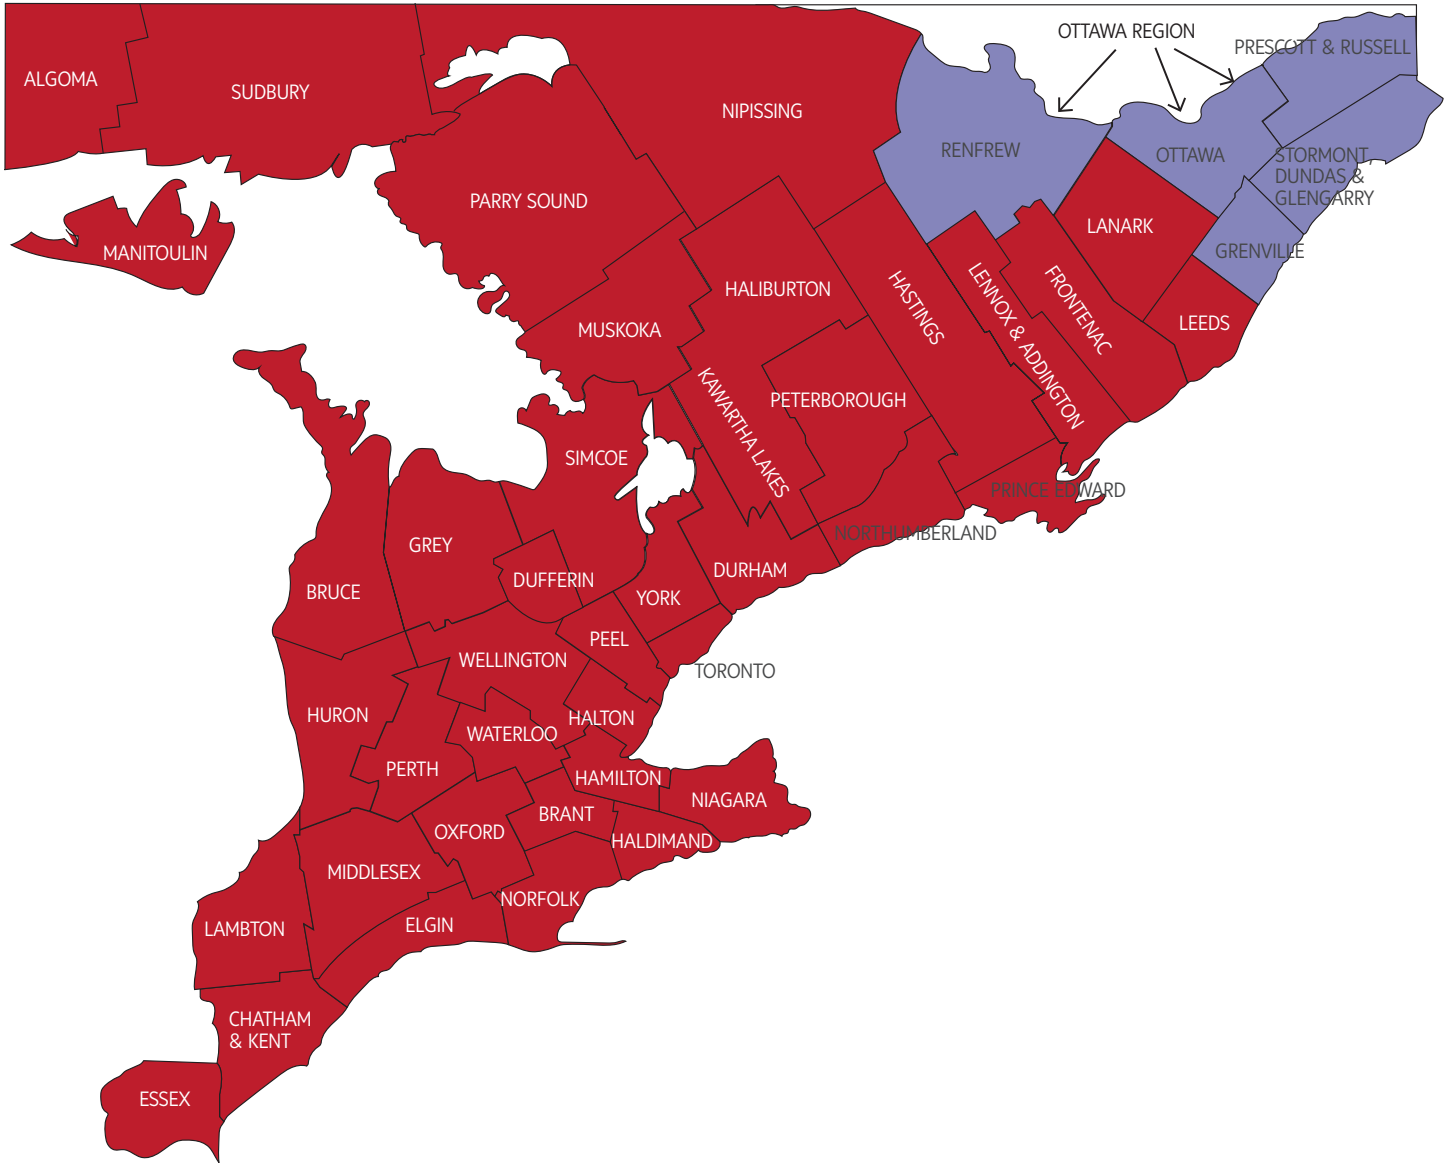 OTTAWA REGION
PRESCOTT & RUSSELL
ALGOMA
SUDBURY
NIPISSING
RENFREW
OTTAWA
STORMONT,
DUNDAS &
GLENGARRY
PARRY SOUND
LANARK
MANITOULIN
GRENVILLE
HALIBURTON
HASTINGS
LENNOX & ADDINGTON
FRONTENAC
LEEDS
MUSKOKA
KAWARTHA LAKES
PETERBOROUGH
SIMCOE
PRINCE EDWARD
NORTHUMBERLAND
GREY
DUFFERIN
DURHAM
BRUCE
YORK
PEEL
WELLINGTON
TORONTO
HURON
HALTON
WATERLOO
PERTH
HAMILTON
NIAGARA
BRANT
OXFORD
HALDIMAND
MIDDLESEX
NORFOLK
LAMBTON
ELGIN
CHATHAM
& KENT
ESSEX